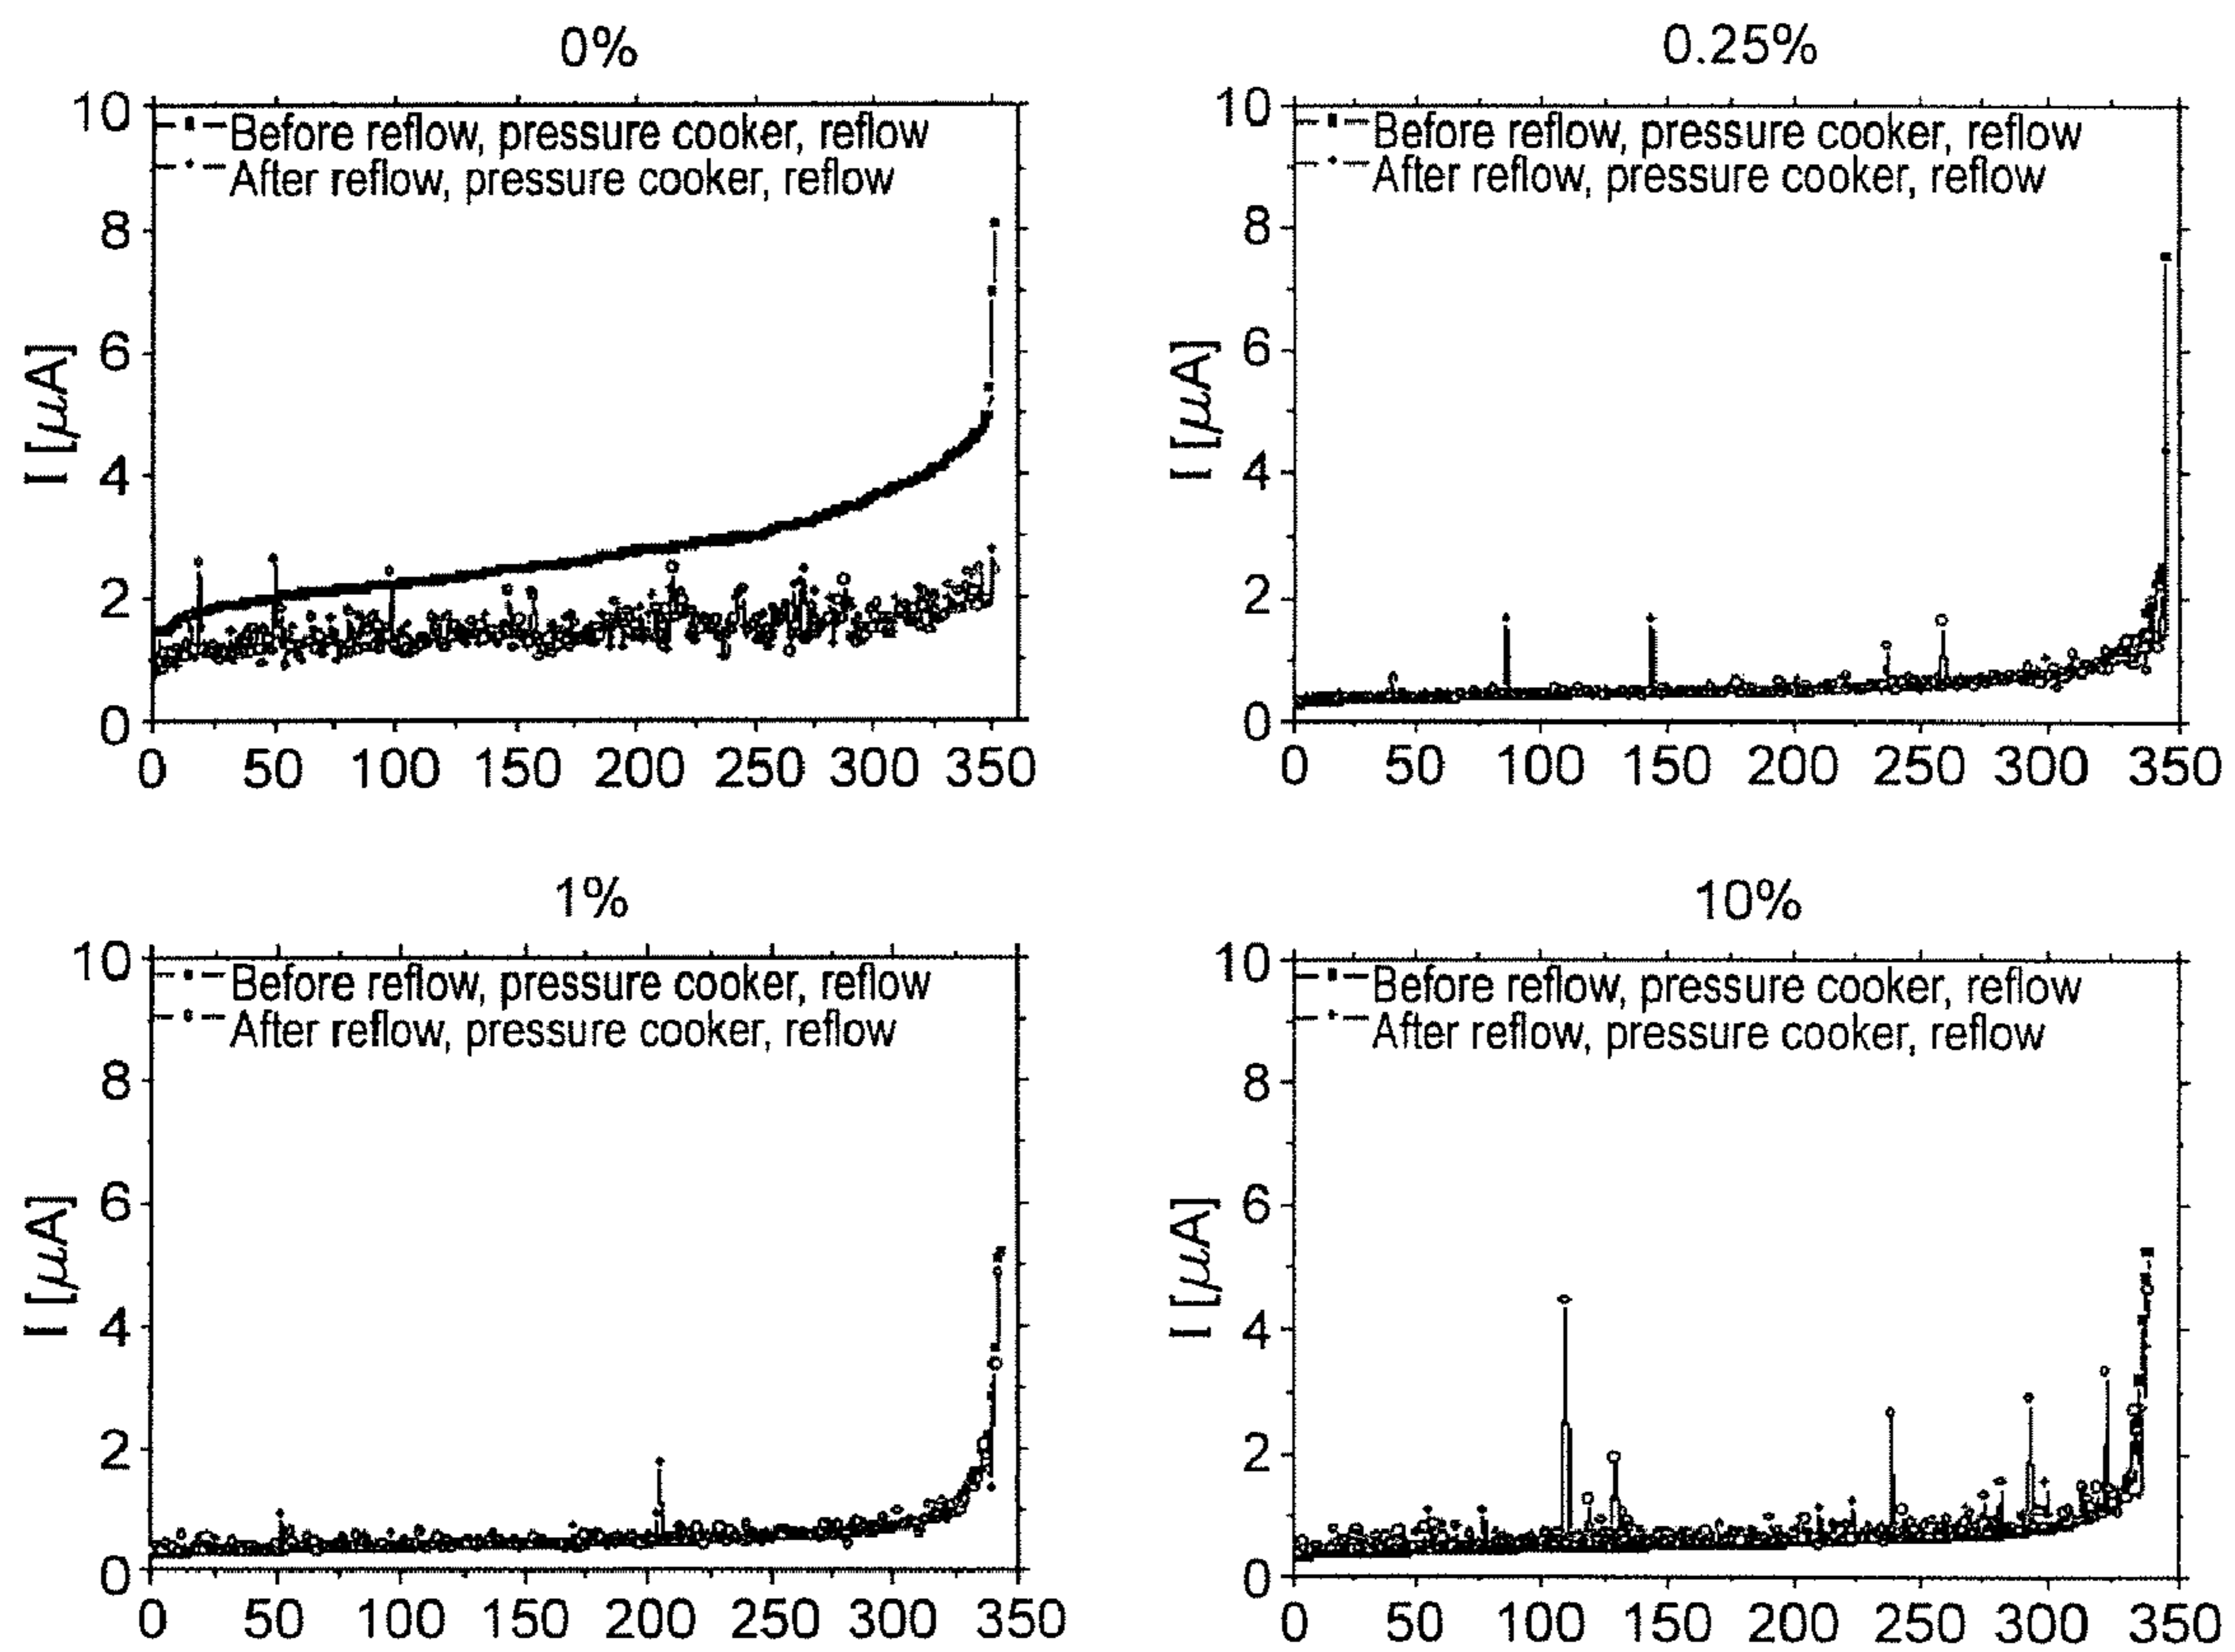 0%
10
Before reflow, pressure cooker, reflow
After reflow, pressure cooker, reflow
8
6
I [μA]
4
2
0
0 50 100 150 200 250 300 350
0.25%
10
Before reflow, pressure cooker, reflow
After reflow, pressure cooker, reflow
8
6
I [μA]
4
2
0
0 50 100 150 200 250 300 350
1%
10
Before reflow, pressure cooker, reflow
After reflow, pressure cooker, reflow
8
6
I [μA]
4
2
0
0 50 100 150 200 250 300 350
10%
10
Before reflow, pressure cooker, reflow
After reflow, pressure cooker, reflow
8
6
I [μA]
4
2
0
0 50 100 150 200 250 300 350